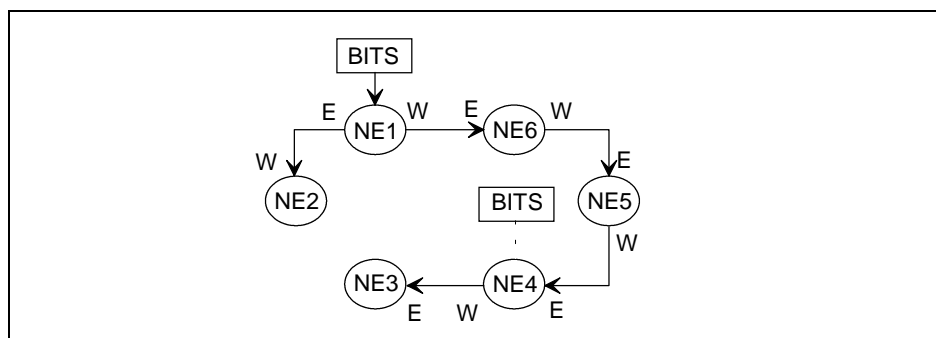 BITS
E W E W
NE1 NE6
W E
NE2 BITS NE5
W
NE3 NE4
E W E